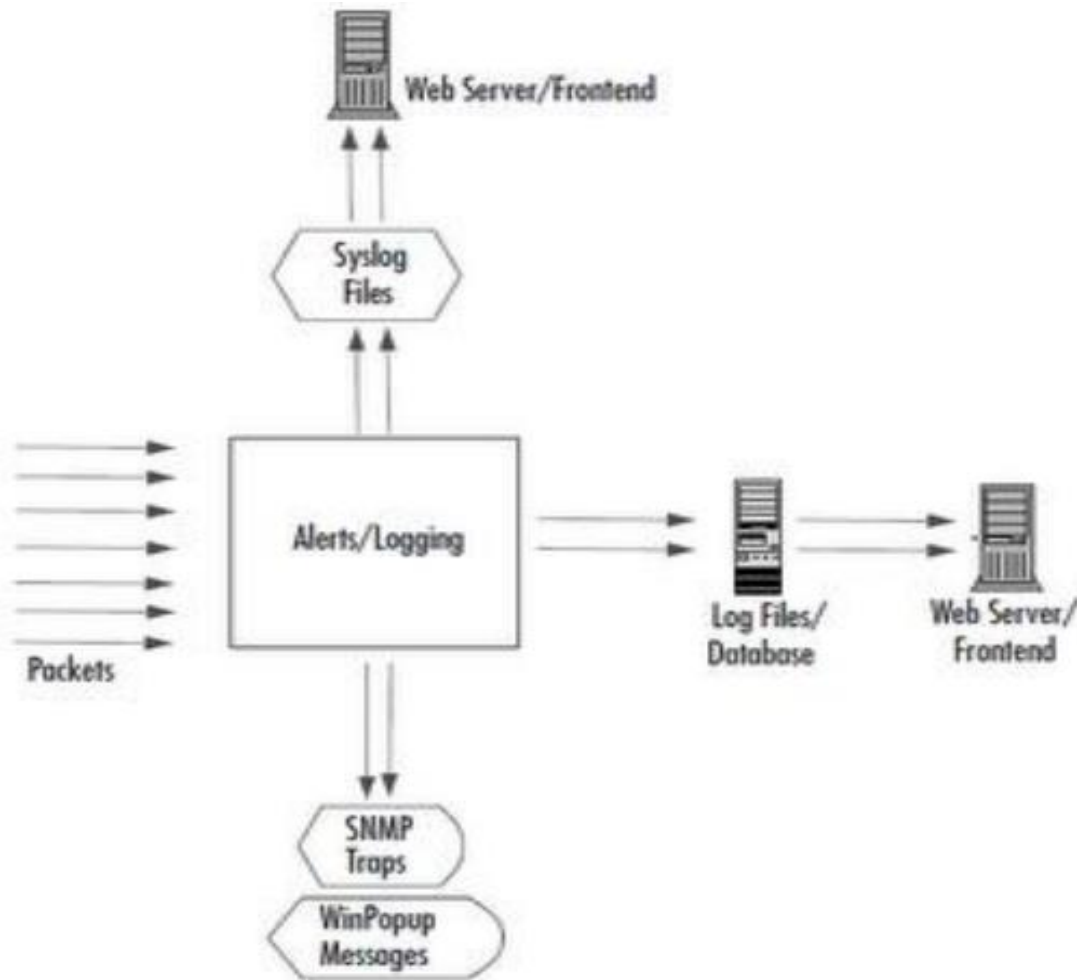 Web Server/Frontend
Syslog
Files
Alerts/Logging
Packets
Log Files/
Database
Web Server/
Frontend
SNMP
Traps
WinPopup
Messages